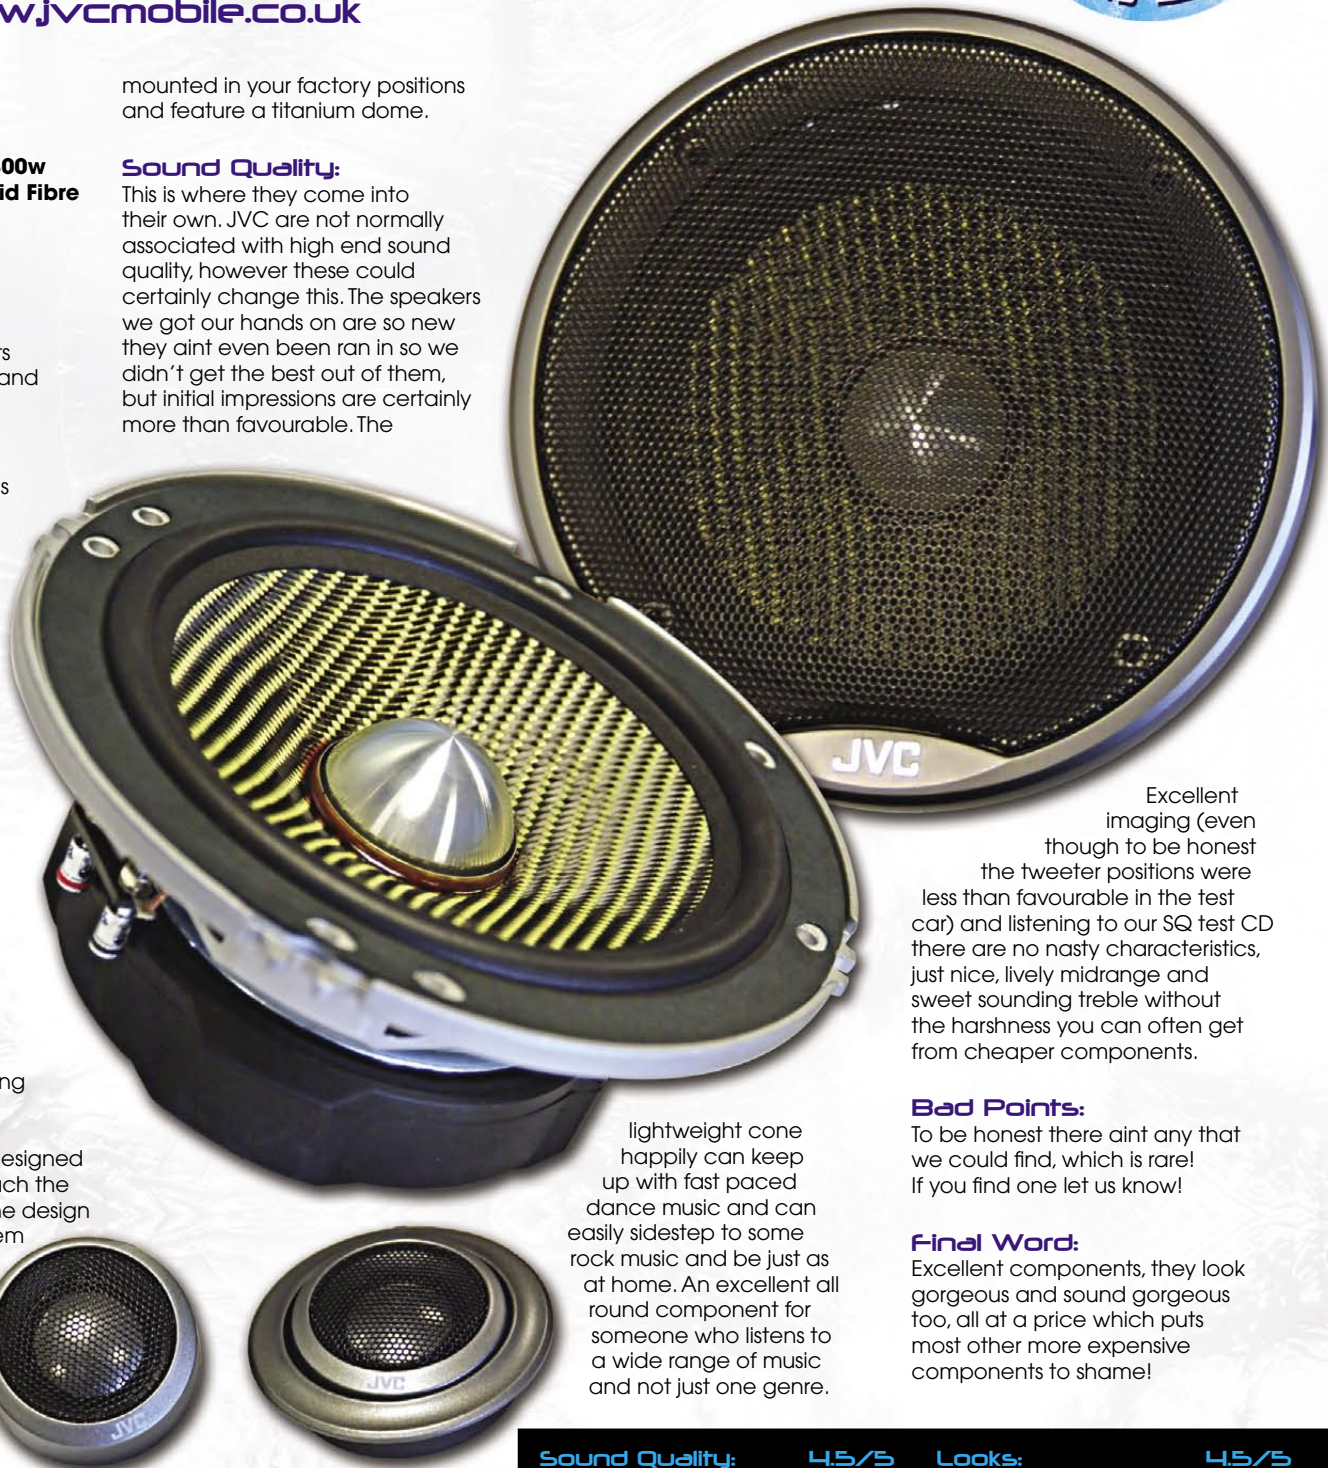 w.jvcmobile.co.uk
00w
id Fibre
rs
and
s
ng
esigned
ch the
e design
em
mounted in your factory positions
and feature a titanium dome.
Sound Quality:
This is where they come into
their own. JVC are not normally
associated with high end sound
quality, however these could
certainly change this. The speakers
we got our hands on are so new
they aint even been ran in so we
didn't get the best out of them,
but initial impressions are certainly
more than favourable. The
lightweight cone
happily can keep
up with fast paced
dance music and can
easily sidestep to some
rock music and be just as
at home. An excellent all
round component for
someone who listens to
a wide range of music
and not just one genre.
Excellent
imaging (even
though to be honest
the tweeter positions were
less than favourable in the test
car) and listening to our SQ test CD
there are no nasty characteristics,
just nice, lively midrange and
sweet sounding treble without
the harshness you can often get
from cheaper components.
Bad Points:
To be honest there aint any that
we could find, which is rare!
If you find one let us know!
Final Word:
Excellent components, they look
gorgeous and sound gorgeous
too, all at a price which puts
most other more expensive
components to shame!
JVC
JVC
JVC
Sound Quality: 4.5/5 Looks: 4.5/5